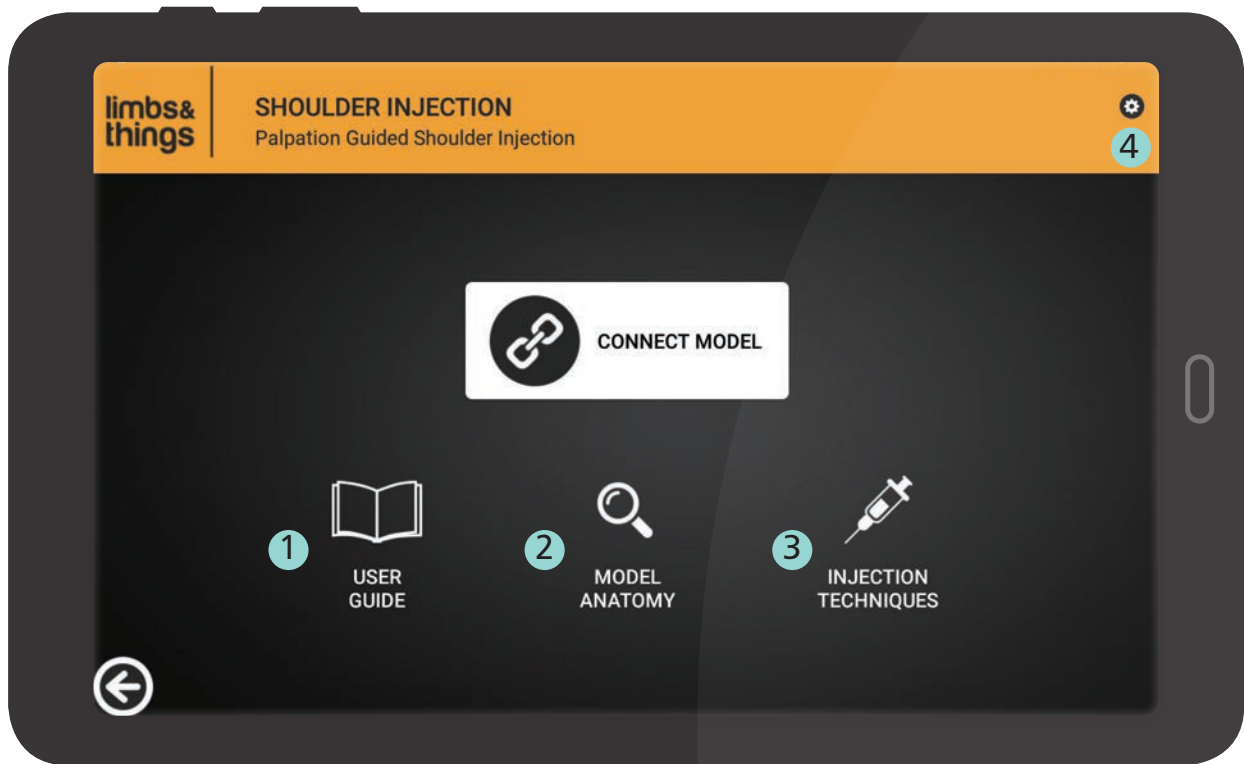 limbs&
things
SHOULDER INJECTION
Palpation Guided Shoulder Injection
4
CONNECT MODEL
1
USER
GUIDE
2
MODEL
ANATOMY
3
INJECTION
TECHNIQUES